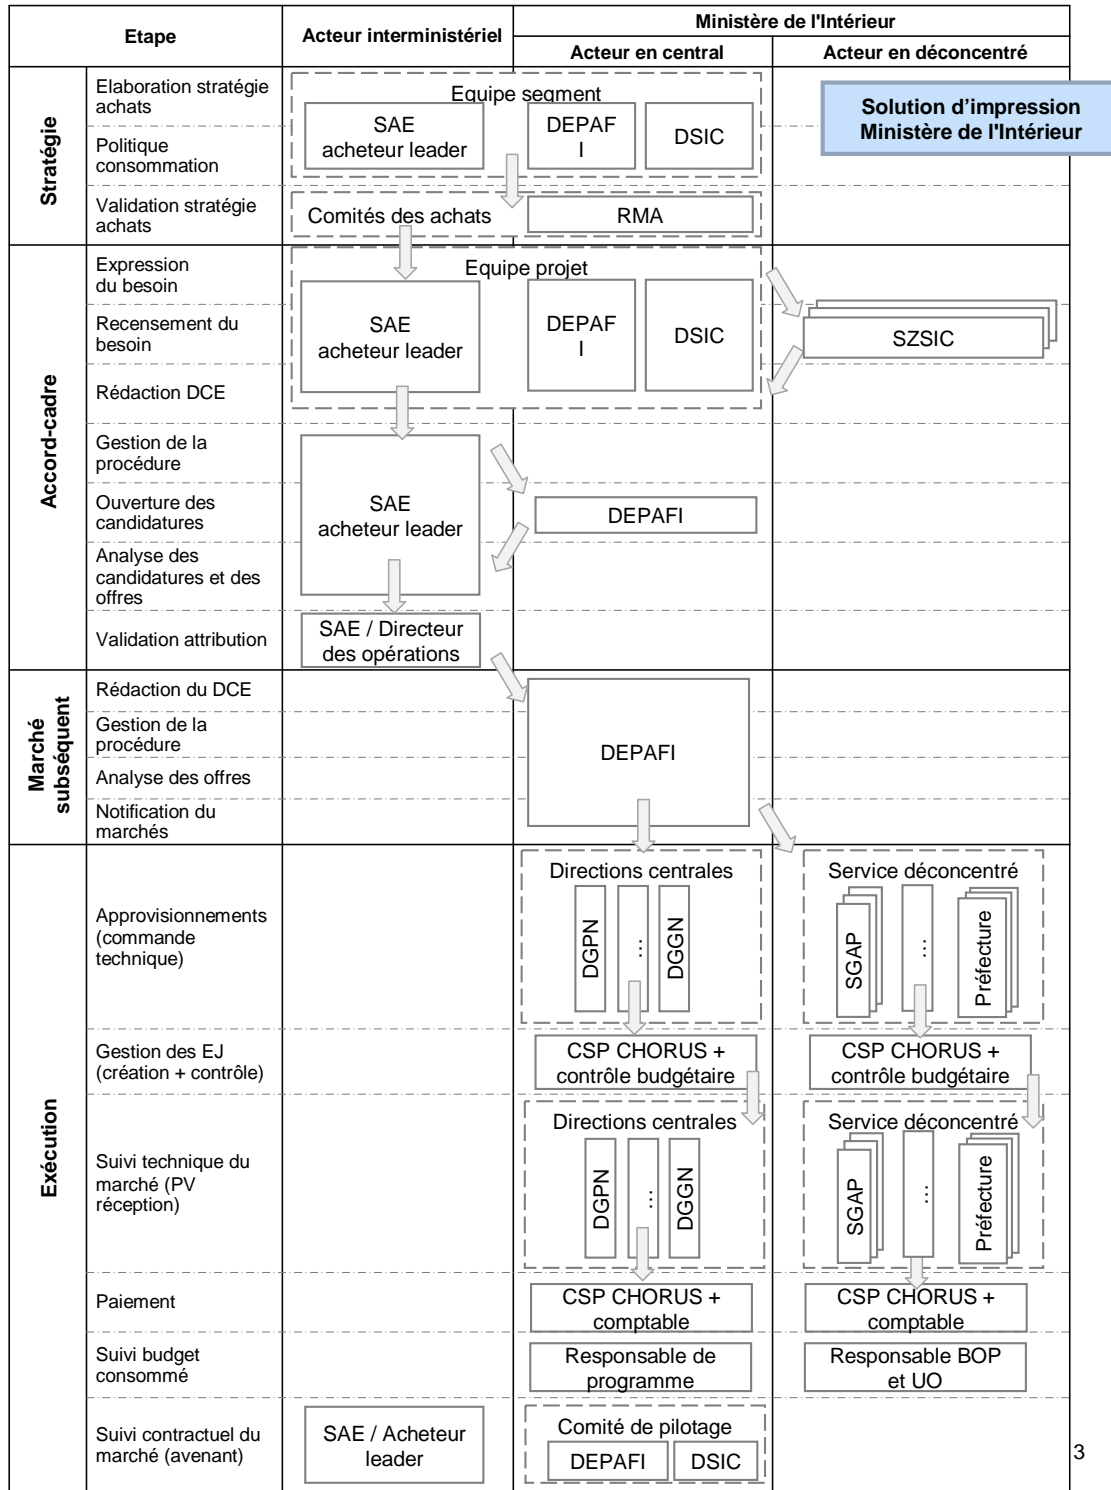 Etape
Acteur interministériel
Ministère de l'Intérieur
Acteur en central
Acteur en déconcentré
Solution d'impression
Ministère de l'Intérieur
Stratégie
Elaboration stratégie
achats
Politique
consommation
Validation stratégie
achats
Equipe segment
SAE
acheteur leader
DEPAF
I
DSIC
Comités des achats
RMA
Accord-cadre
Expression
du besoin
Recensement du
besoin
Rédaction DCE
Equipe projet
SAE
acheteur leader
DEPAF
I
DSIC
SZSIC
Gestion de la
procédure
Ouverture des
candidatures
Analyse des
candidatures et des
offres
Validation attribution
SAE
acheteur leader
DEPAFI
SAE / Directeur
des opérations
Marché
subséquent
Rédaction du DCE
Gestion de la
procédure
Analyse des offres
Notification du
marchés
DEPAFI
Exécution
Approvisionnements
(commande
technique)
Directions centrales
DGPN
...
DGGN
Service déconcentré
SGAP
...
Préfecture
Gestion des EJ
(création + contrôle)
CSP CHORUS +
contrôle budgétaire
CSP CHORUS +
contrôle budgétaire
Suivi technique du
marché (PV
réception)
Directions centrales
DGPN
...
DGGN
Service déconcentré
SGAP
...
Préfecture
Paiement
CSP CHORUS +
comptable
CSP CHORUS +
comptable
Suivi budget
consommé
Responsable de
programme
Responsable BOP
et UO
Suivi contractuel du
marché (avenant)
SAE / Acheteur
leader
Comité de pilotage
DEPAFI
DSIC
3